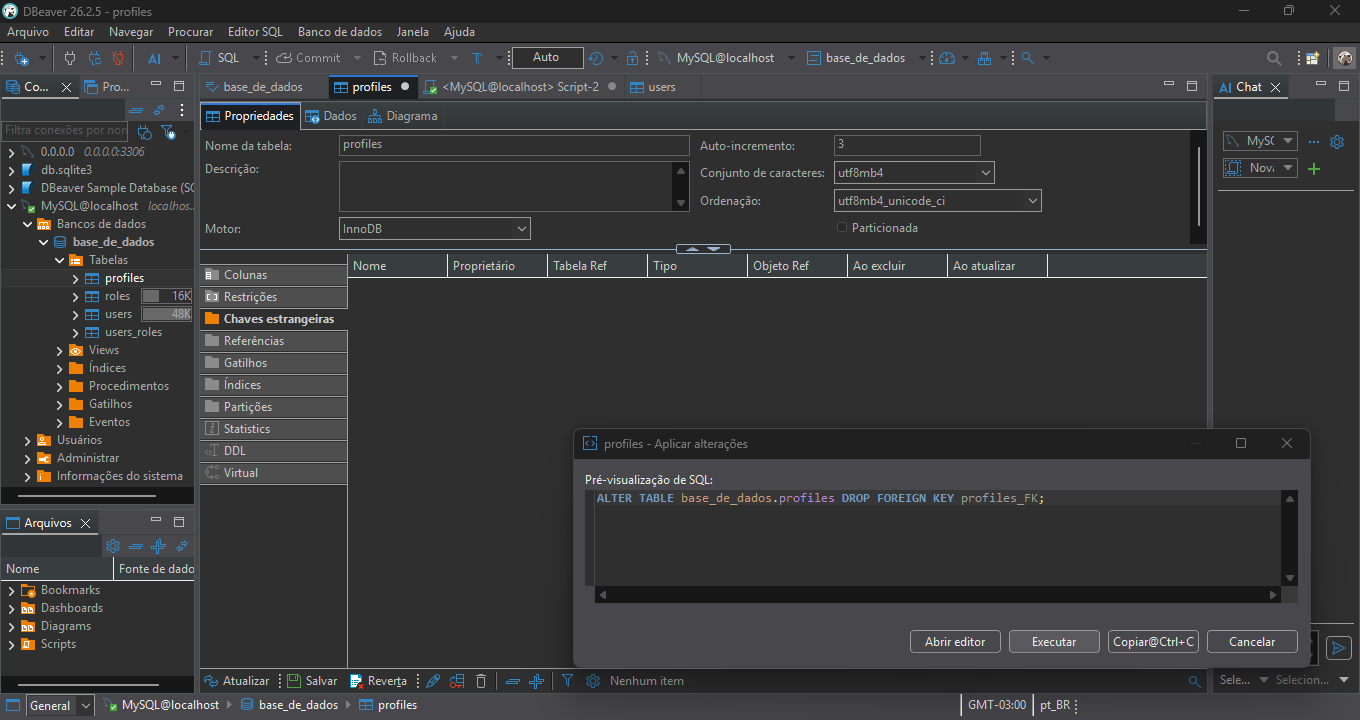 DBeaver 26.2.5 - profiles
Arquivo Editar Navegar Procurar Editor SQL Banco de dados Janela Ajuda
AI SQL Commit Rollback T Auto MySQL@localhost base_de_dados
Co... Pro... base_de_dados profiles <MySQL@localhost> Script-2 users AI Chat
Filtra conexões por nom
0.0.0.0 0.0.0.0:3306
db.sqlite3
DBeaver Sample Database (SQ
MySQL@localhost localhos...
Bancos de dados
base_de_dados
Tabelas
profiles
roles 16K
users 48K
users_roles
Views
Índices
Procedimentos
Gatilhos
Eventos
Usuários
Administrar
Informações do sistema
Arquivos
Nome Fonte de dado
Bookmarks
Dashboards
Diagrams
Scripts
Propriedades Dados Diagrama
Nome da tabela: profiles
Descrição:
Motor: InnoDB
Auto-incremento: 3
Conjunto de caracteres: utf8mb4
Ordenação: utf8mb4_unicode_ci
Particionada
Colunas
Restrições
Chaves estrangeiras
Referências
Gatilhos
Índices
Partições
Statistics
DDL
Virtual
Nome Proprietário Tabela Ref Tipo Objeto Ref Ao excluir Ao atualizar
profiles - Aplicar alterações
Pré-visualização de SQL:
ALTER TABLE base_de_dados.profiles DROP FOREIGN KEY profiles_FK;
Abrir editor Executar Copiar@Ctrl+C Cancelar
Atualizar Salvar Reverta Nenhum item
MySQ
Nova
Sele... Selecion...
General MySQL@localhost base_de_dados profiles GMT-03:00 pt_BR